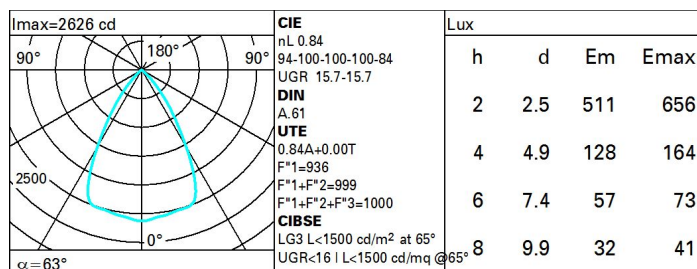 Imax=2626 cd
90°
180°
90°
2500
0°
α=63°
CIE
nL 0.84
94-100-100-100-84
UGR 15.7-15.7
DIN
A.61
UTE
0.84A+0.00T
F"1=936
F"1+F"2=999
F"1+F"2+F"3=1000
CIBSE
LG3 L<1500 cd/m² at 65°
UGR<16 | L<1500 cd/mq @65°
Lux
h d Em Emax
2 2.5 511 656
4 4.9 128 164
6 7.4 57 73
8 9.9 32 41